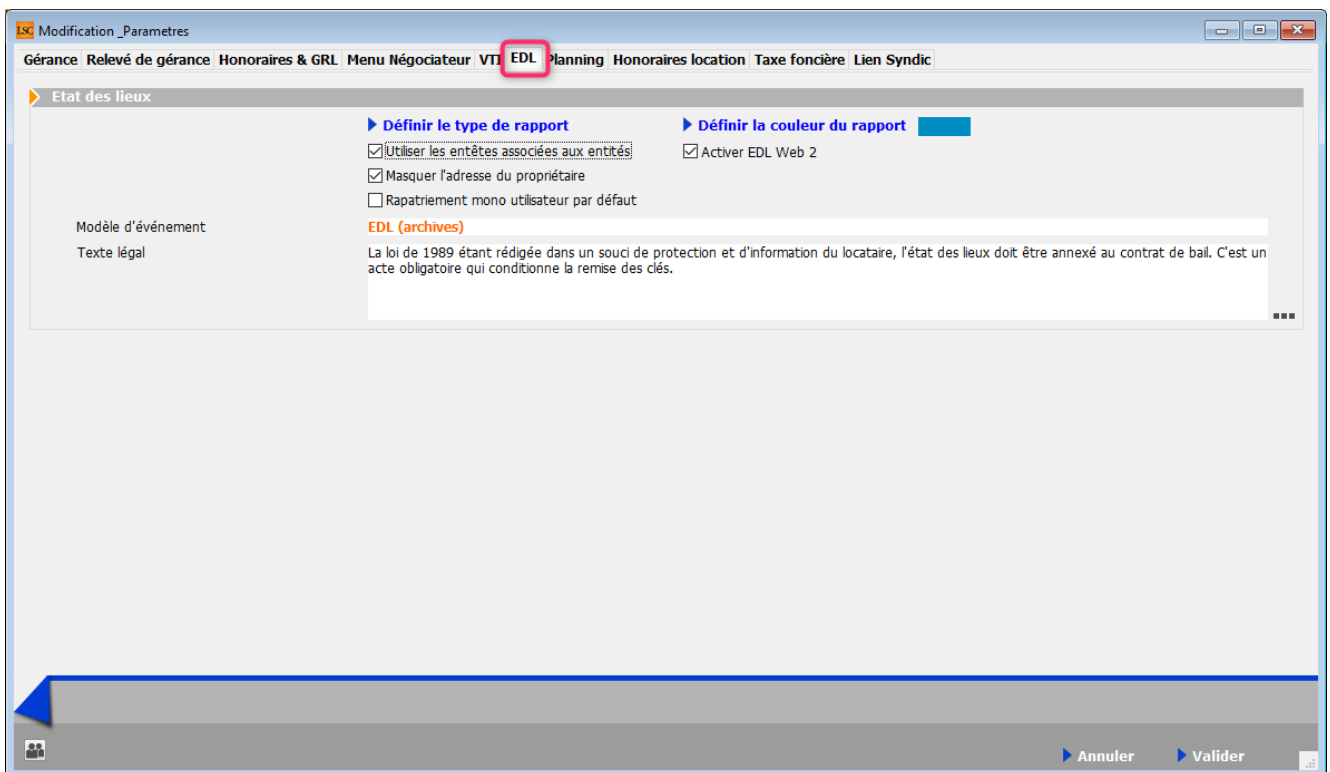 LSC Modification _Parametres
Gérance Relevé de gérance Honoraires & GRL Menu Négociateur VTI EDL Planning Honoraires location Taxe foncière Lien Syndic
Etat des lieux
Définir le type de rapport Définir la couleur du rapport
Utiliser les entêtes associées aux entités Activer EDL Web 2
Masquer l'adresse du propriétaire
Rapatriement mono utilisateur par défaut
Modèle d'événement EDL (archives)
Texte légal La loi de 1989 étant rédigée dans un souci de protection et d'information du locataire, l'état des lieux doit être annexé au contrat de bail. C'est un
acte obligatoire qui conditionne la remise des clés.
Annuler Valider